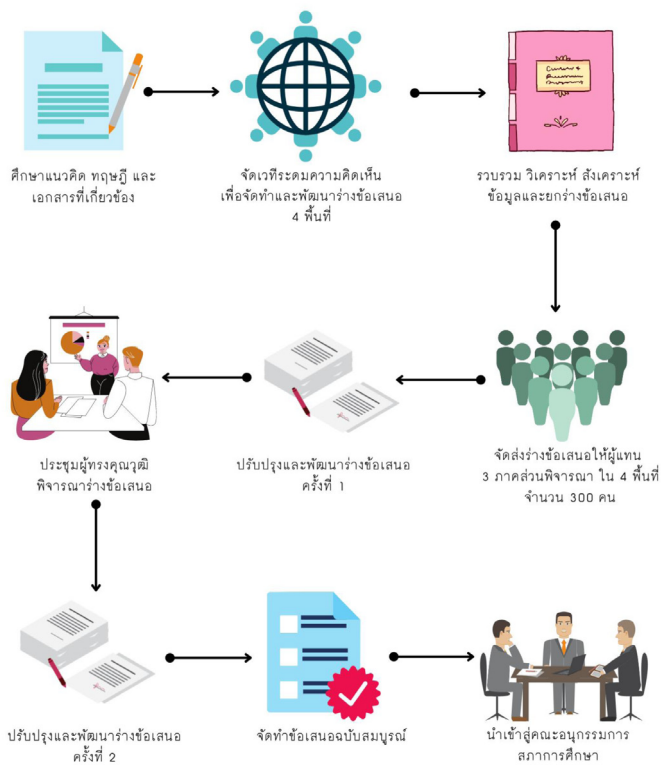 ศึกษาแนวคิด ทฤษฎี และ
เอกสารที่เกี่ยวข้อง
จัดเวทีระดมความคิดเห็น
เพื่อจัดทำและพัฒนาร่างข้อเสนอ
4 พื้นที่
รวบรวม วิเคราะห์ สังเคราะห์
ข้อมูลและยกร่างข้อเสนอ
จัดส่งร่างข้อเสนอให้ผู้แทน
3 ภาคส่วนพิจารณา ใน 4 พื้นที่
จำนวน 300 คน
ปรับปรุงและพัฒนาร่างข้อเสนอ
ครั้งที่ 1
ประชุมผู้ทรงคุณวุฒิ
พิจารณาร่างข้อเสนอ
ปรับปรุงและพัฒนาร่างข้อเสนอ
ครั้งที่ 2
จัดทำข้อเสนอฉบับสมบูรณ์
นำเข้าสู่คณะอนุกรรมการ
สภาการศึกษา